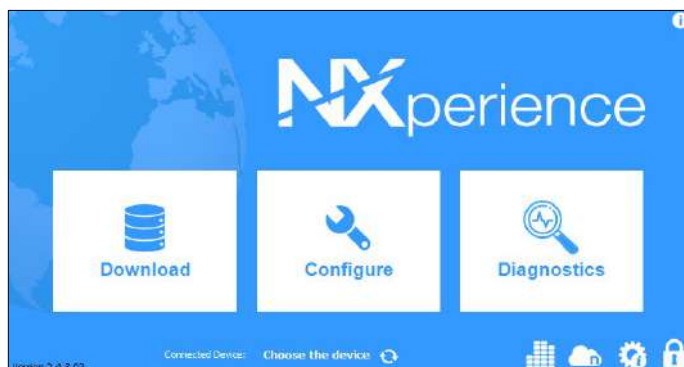 NXperience
Download
Configure
Diagnostics
Connected Device: Choose the device